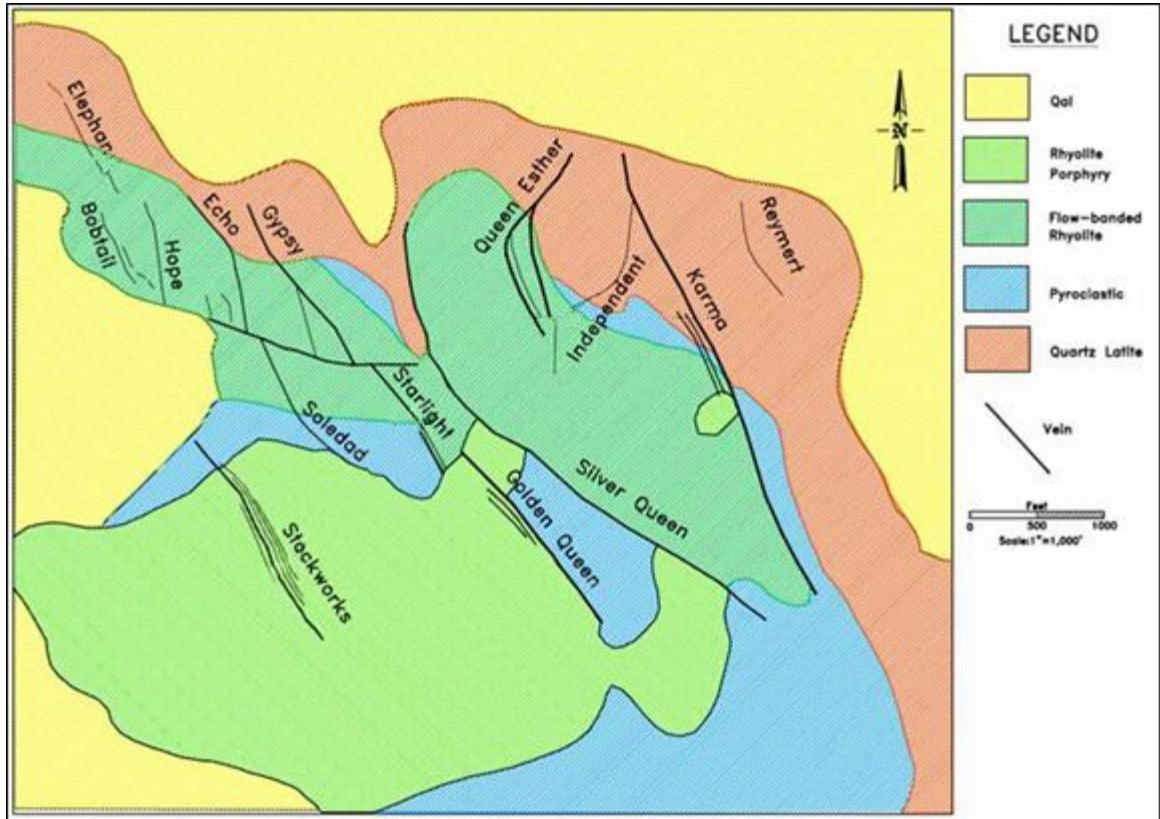 Elephan
Bobtail
Hope
Echo
Gypsy
Queen Esther
Independent
Karma
Reymert
Soledad
Starlight
Silver Queen
Golden Queen
Stockworks
N
LEGEND
Qal
Rhyolite
Porphyry
Flow-banded
Rhyolite
Pyroclastic
Quartz Latite
Vein
Feet
0 500 1000
Scale:1"=1,000'